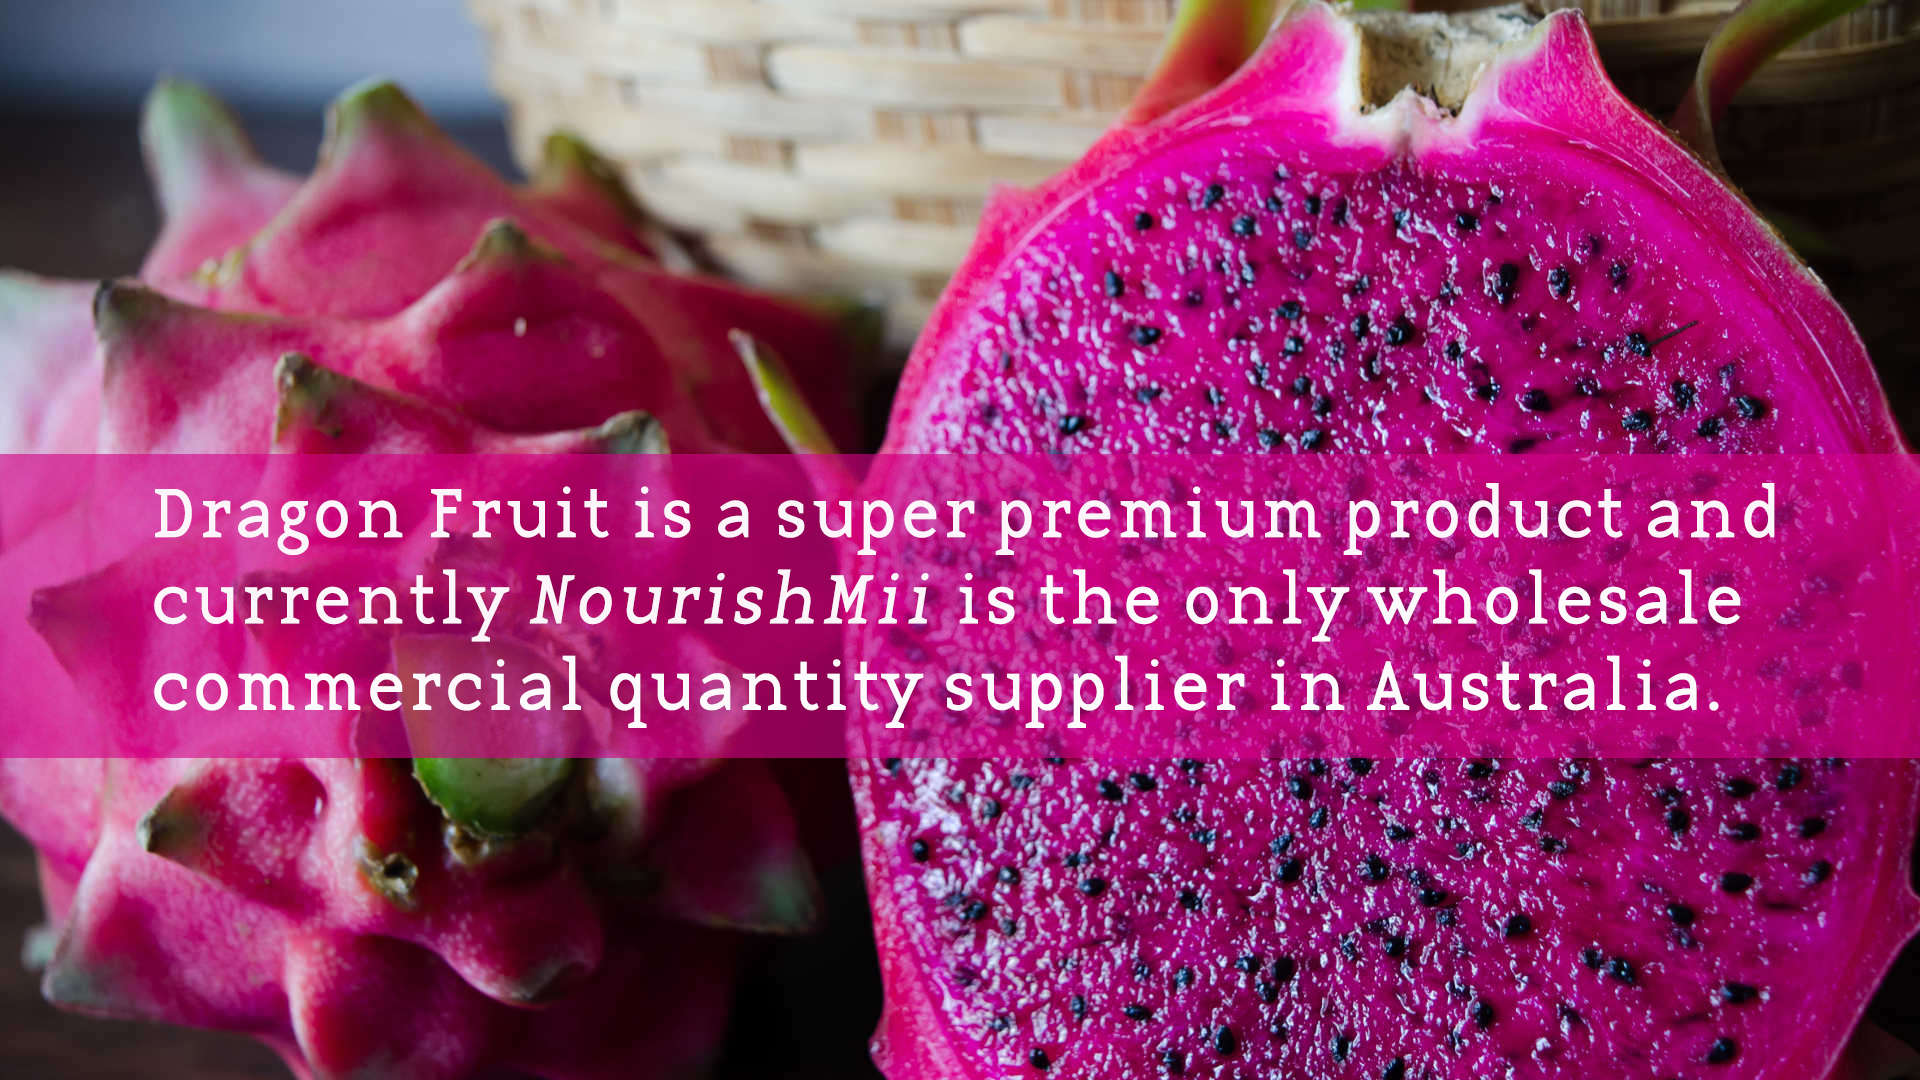 Dragon Fruit is a super premium product and
currently NourishMii is the only wholesale
commercial quantity supplier in Australia.